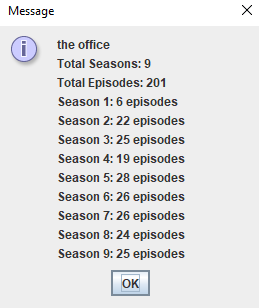 Message
the office
Total Seasons: 9
Total Episodes: 201
Season 1: 6 episodes
Season 2: 22 episodes
Season 3: 25 episodes
Season 4: 19 episodes
Season 5: 28 episodes
Season 6: 26 episodes
Season 7: 26 episodes
Season 8: 24 episodes
Season 9: 25 episodes
OK